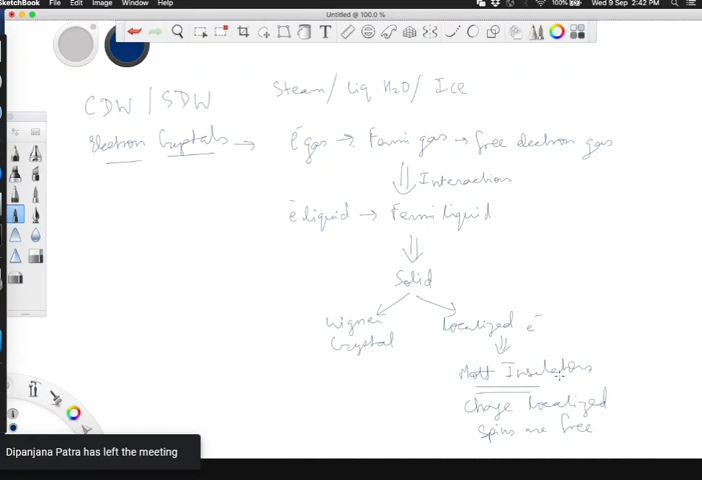 SketchBook File Edit Image Window Help
100% Wed 9 Sep 2:42 PM
Untitled @ 100.0 %
CDW / SDW
Steam / Liq H2O / Ice
Electron Crystals →
ē gas → Fermi gas → free electron gas
⇓ Interactions
ē liquid → Fermi liquid
⇓
Solid
Wigner Crystal
Localized ē
⇓
Mott Insulators
Charge Localized
Spins are free
Dipanjana Patra has left the meeting